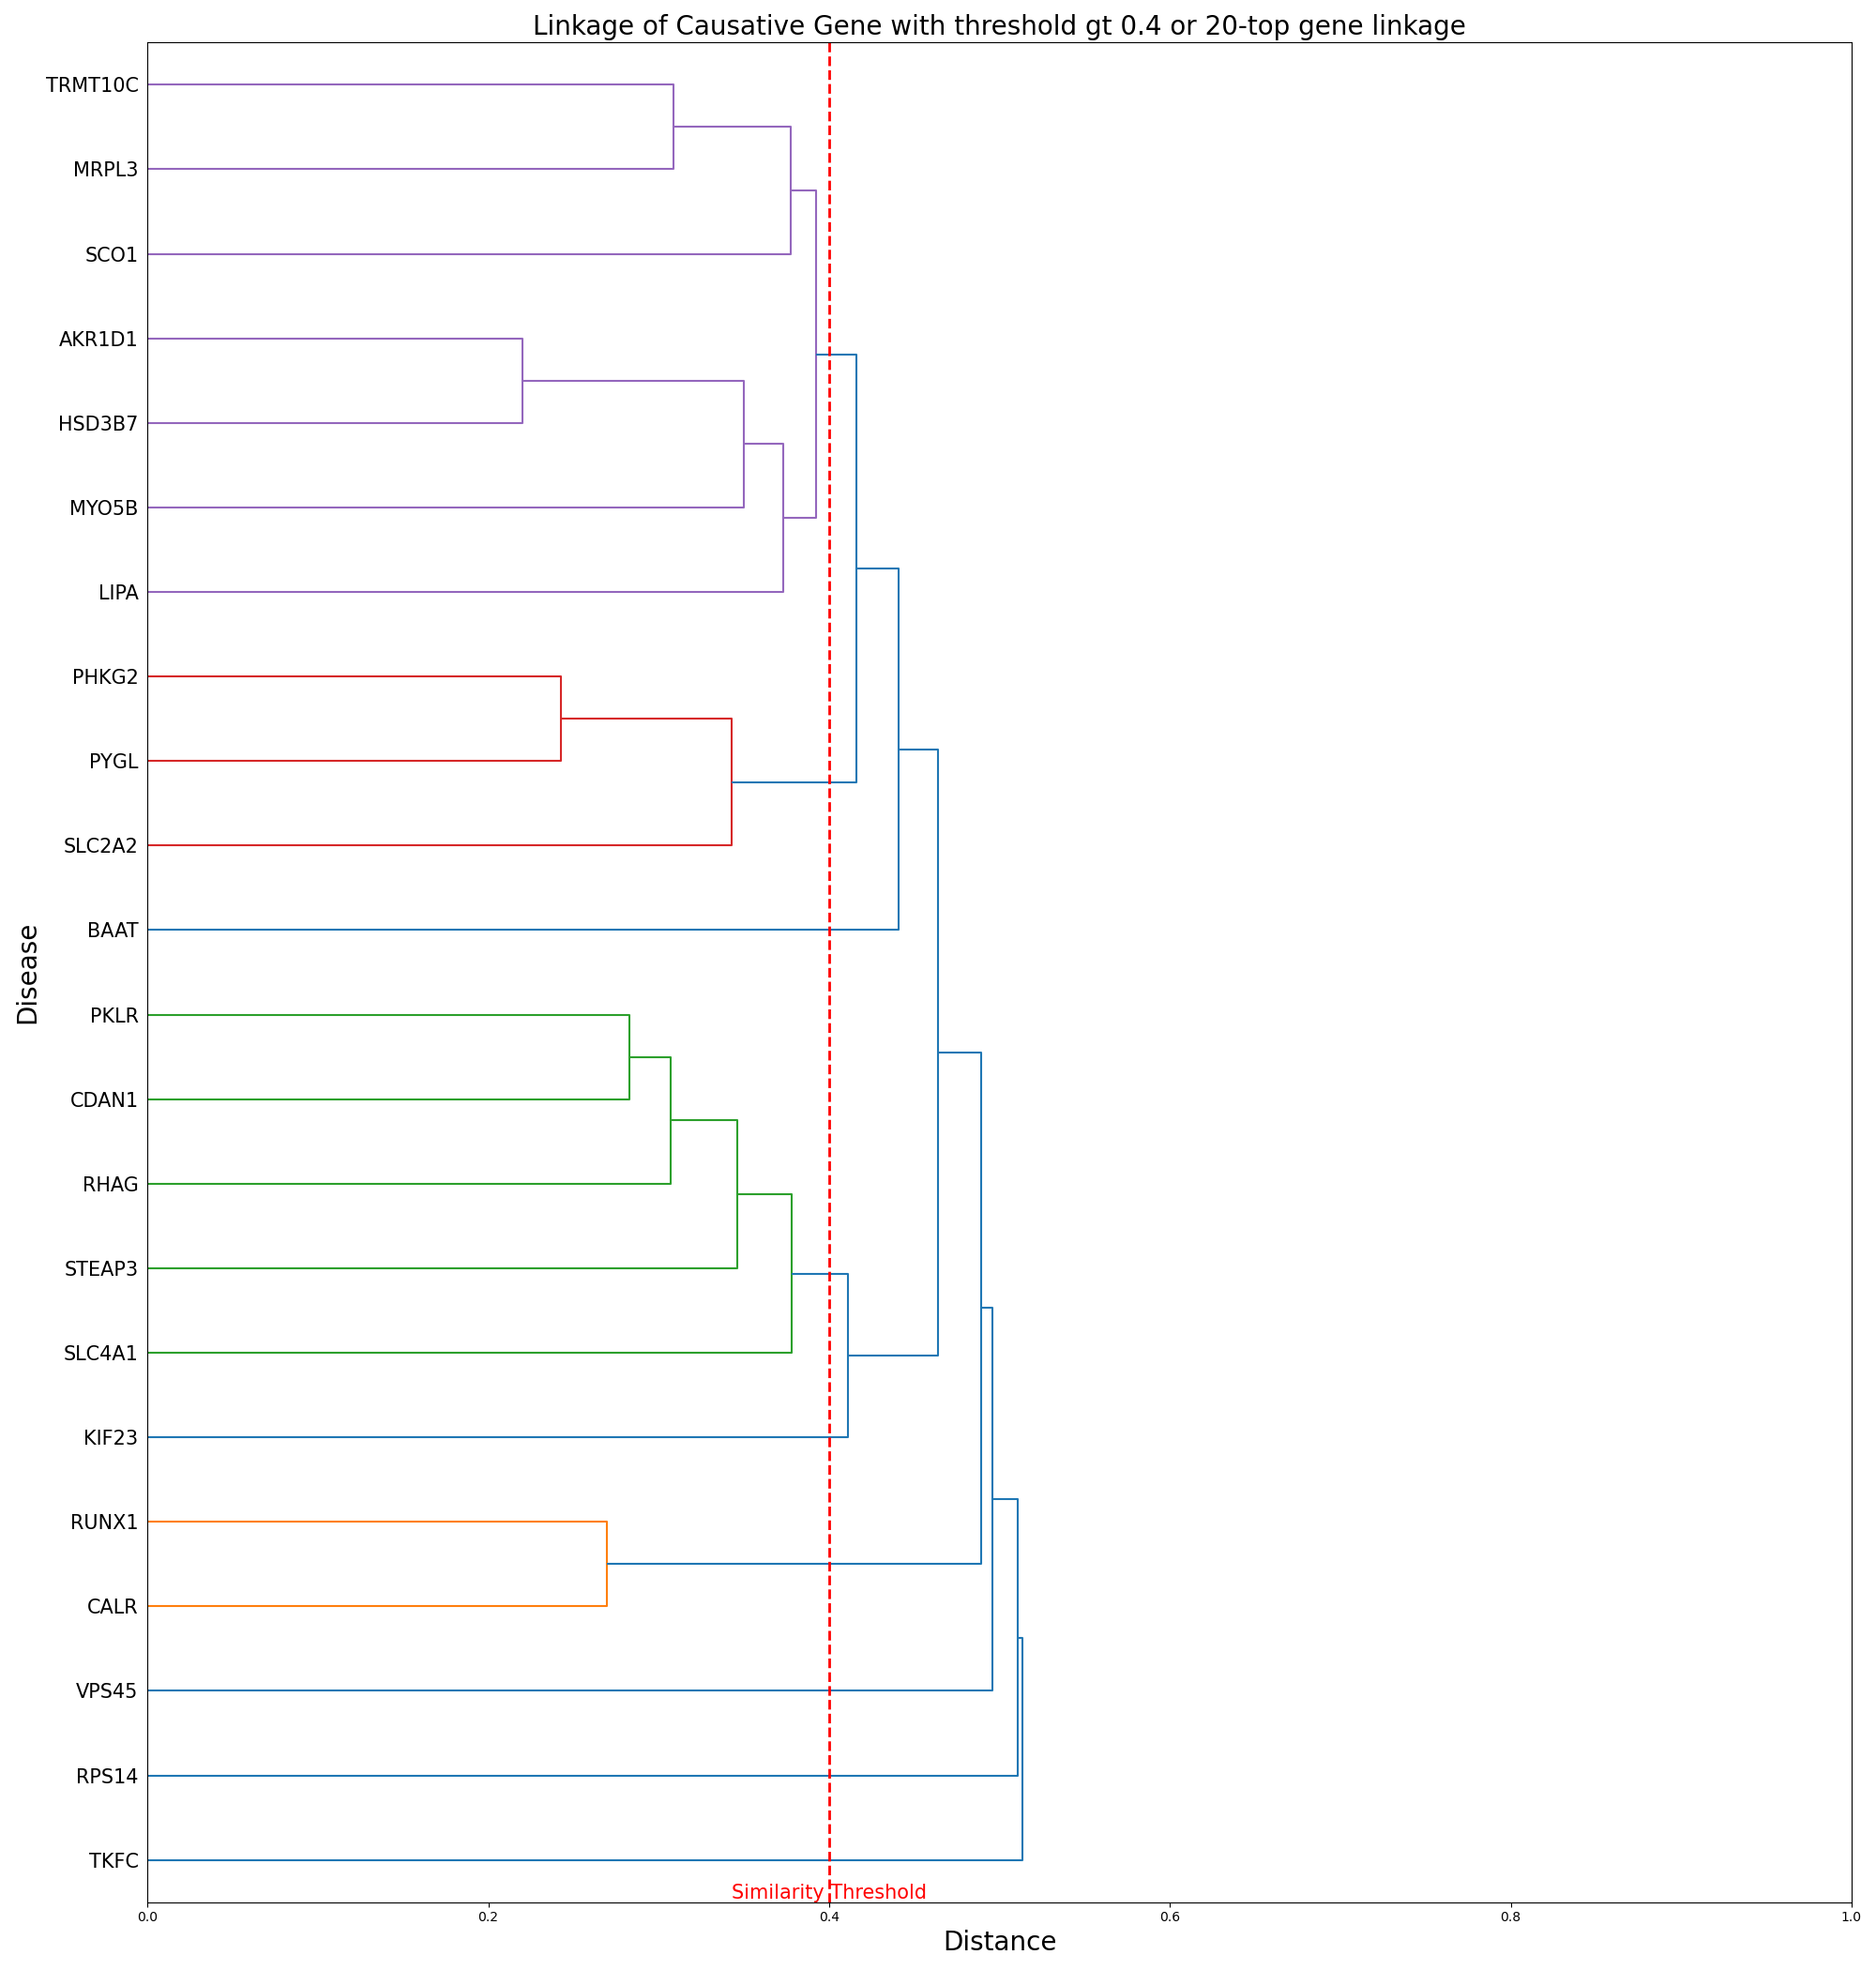 Linkage of Causative Gene with threshold gt 0.4 or 20-top gene linkage
TRMT10C
MRPL3
SCO1
AKR1D1
HSD3B7
MYO5B
LIPA
PHKG2
PYGL
SLC2A2
BAAT
PKLR
CDAN1
RHAG
STEAP3
SLC4A1
KIF23
RUNX1
CALR
VPS45
RPS14
TKFC
Disease
Similarity Threshold
0.0 0.2 0.4 0.6 0.8 1.0
Distance